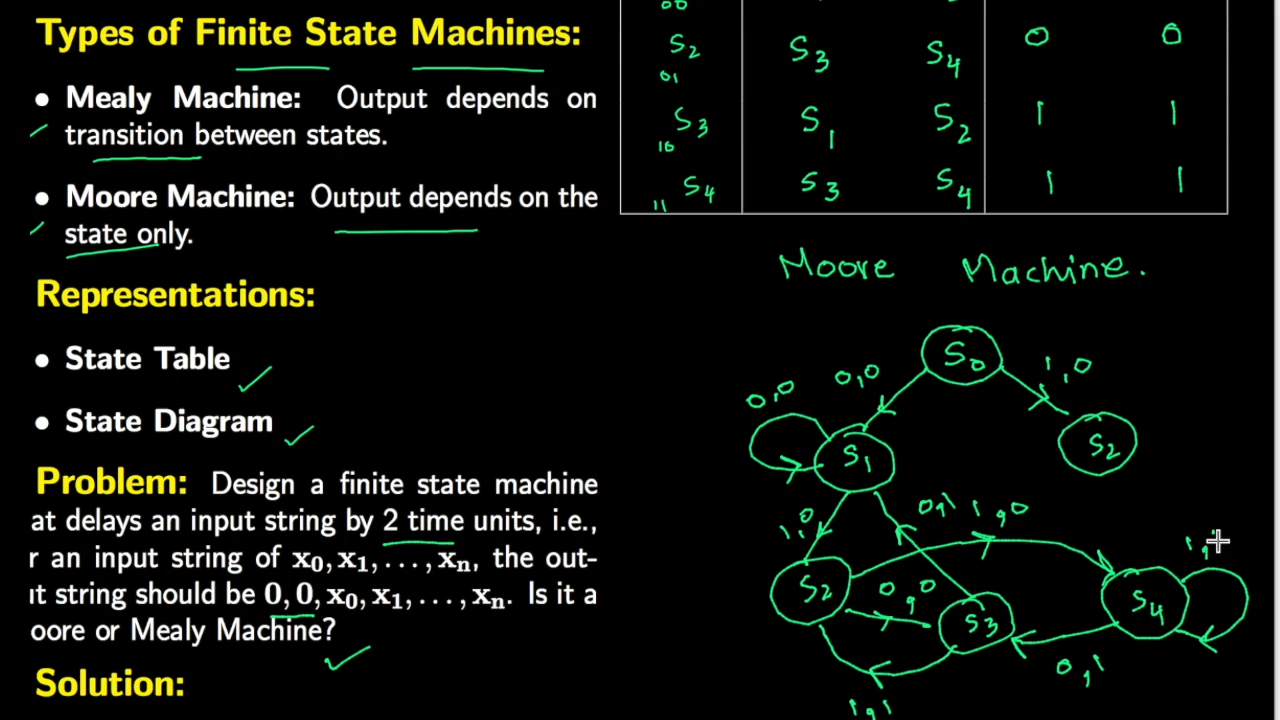 Types of Finite State Machines:
• Mealy Machine: Output depends on
transition between states.
• Moore Machine: Output depends on the
state only.
Representations:
• State Table
• State Diagram
Problem: Design a finite state machine
at delays an input string by 2 time units, i.e.,
r an input string of x₀, x₁, . . . , xₙ, the out-
ut string should be 0, 0, x₀, x₁, . . . , xₙ. Is it a
oore or Mealy Machine?
Solution:
00
S₂ S₃ S₄ 0 0
01
S₃ S₁ S₂ 1 1
10
S₄ S₃ S₄ 1 1
11
Moore Machine.
S₀
0,0 0,0 1,0
S₁ S₂
1,0 0,1 1,0
S₂ 0,0 S₃ S₄
0,1
1,1